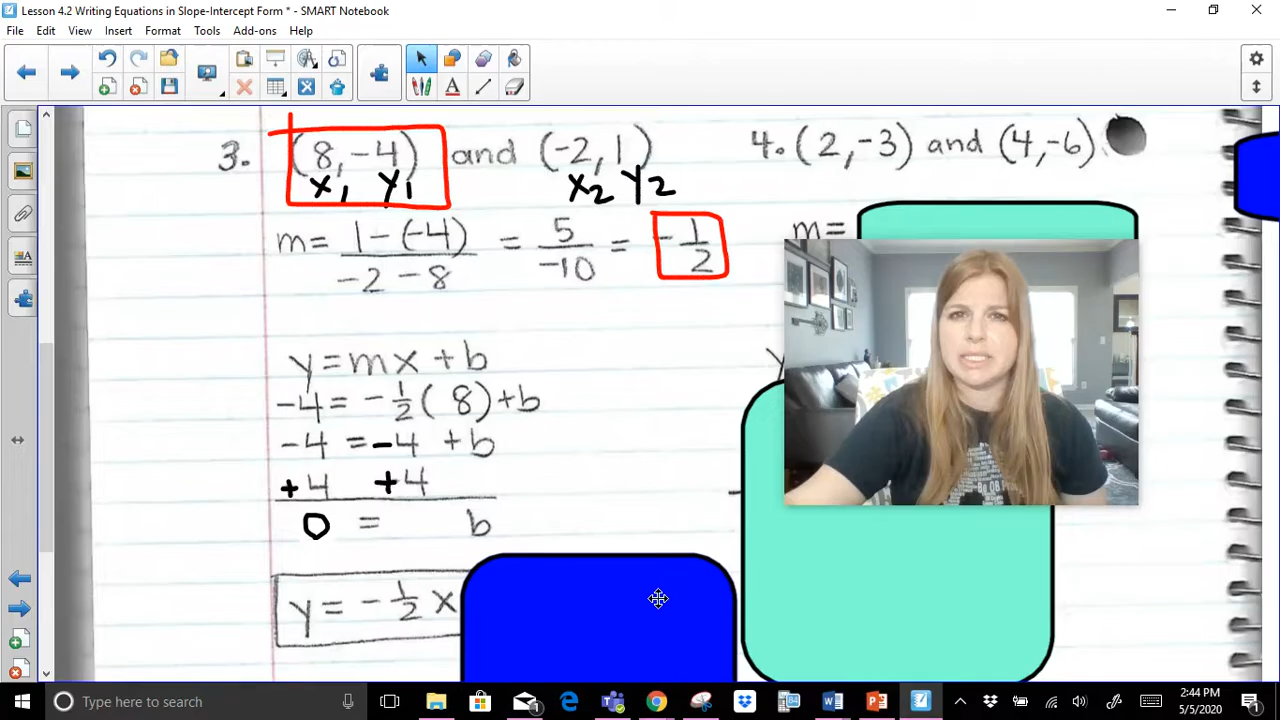 Lesson 4.2 Writing Equations in Slope-Intercept Form * - SMART Notebook
File Edit View Insert Format Tools Add-ons Help
3. (8,-4) and (-2,1)
x₁ y₁ x₂ y₂
m= 1-(-4) / -2-8 = 5/-10 = -1/2
y=mx+b
-4=-1/2(8)+b
-4=-4+b
+4 +4
0 = b
y=-1/2x
4. (2,-3) and (4,-6)
m=
y
Type here to search
2:44 PM
5/5/2020